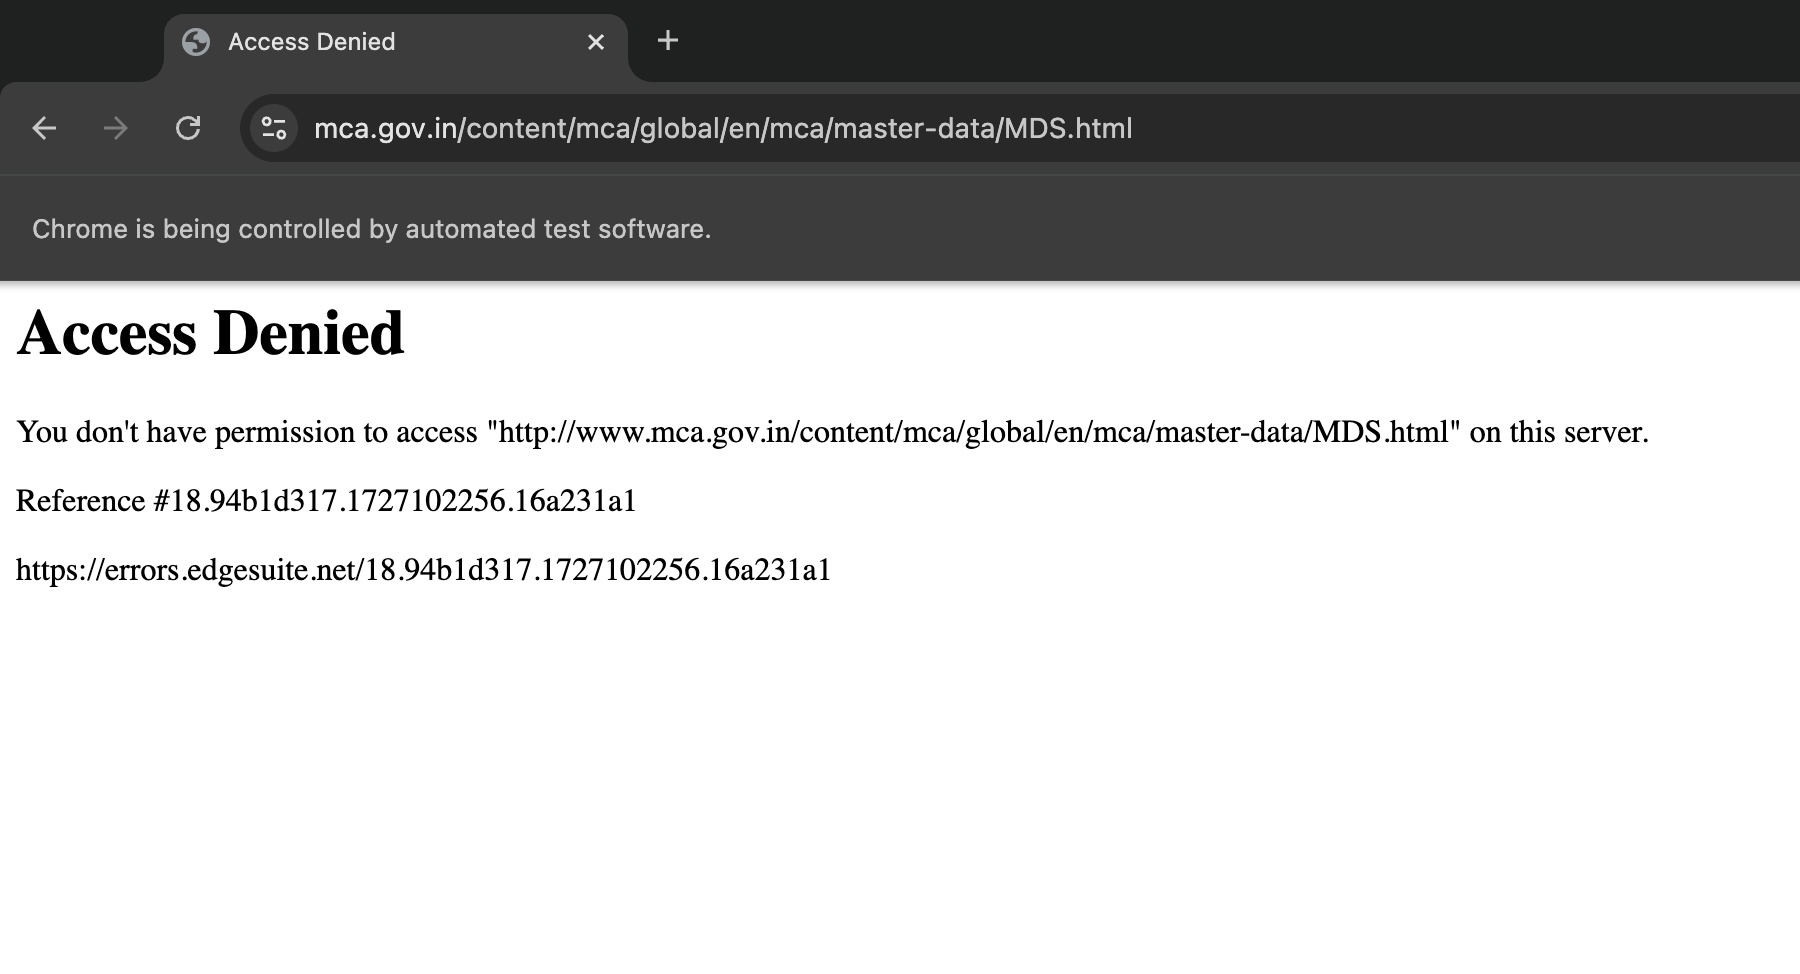 Access Denied
mca.gov.in/content/mca/global/en/mca/master-data/MDS.html
Chrome is being controlled by automated test software.
Access Denied
You don't have permission to access "http://www.mca.gov.in/content/mca/global/en/mca/master-data/MDS.html" on this server.
Reference #18.94b1d317.1727102256.16a231a1
https://errors.edgesuite.net/18.94b1d317.1727102256.16a231a1